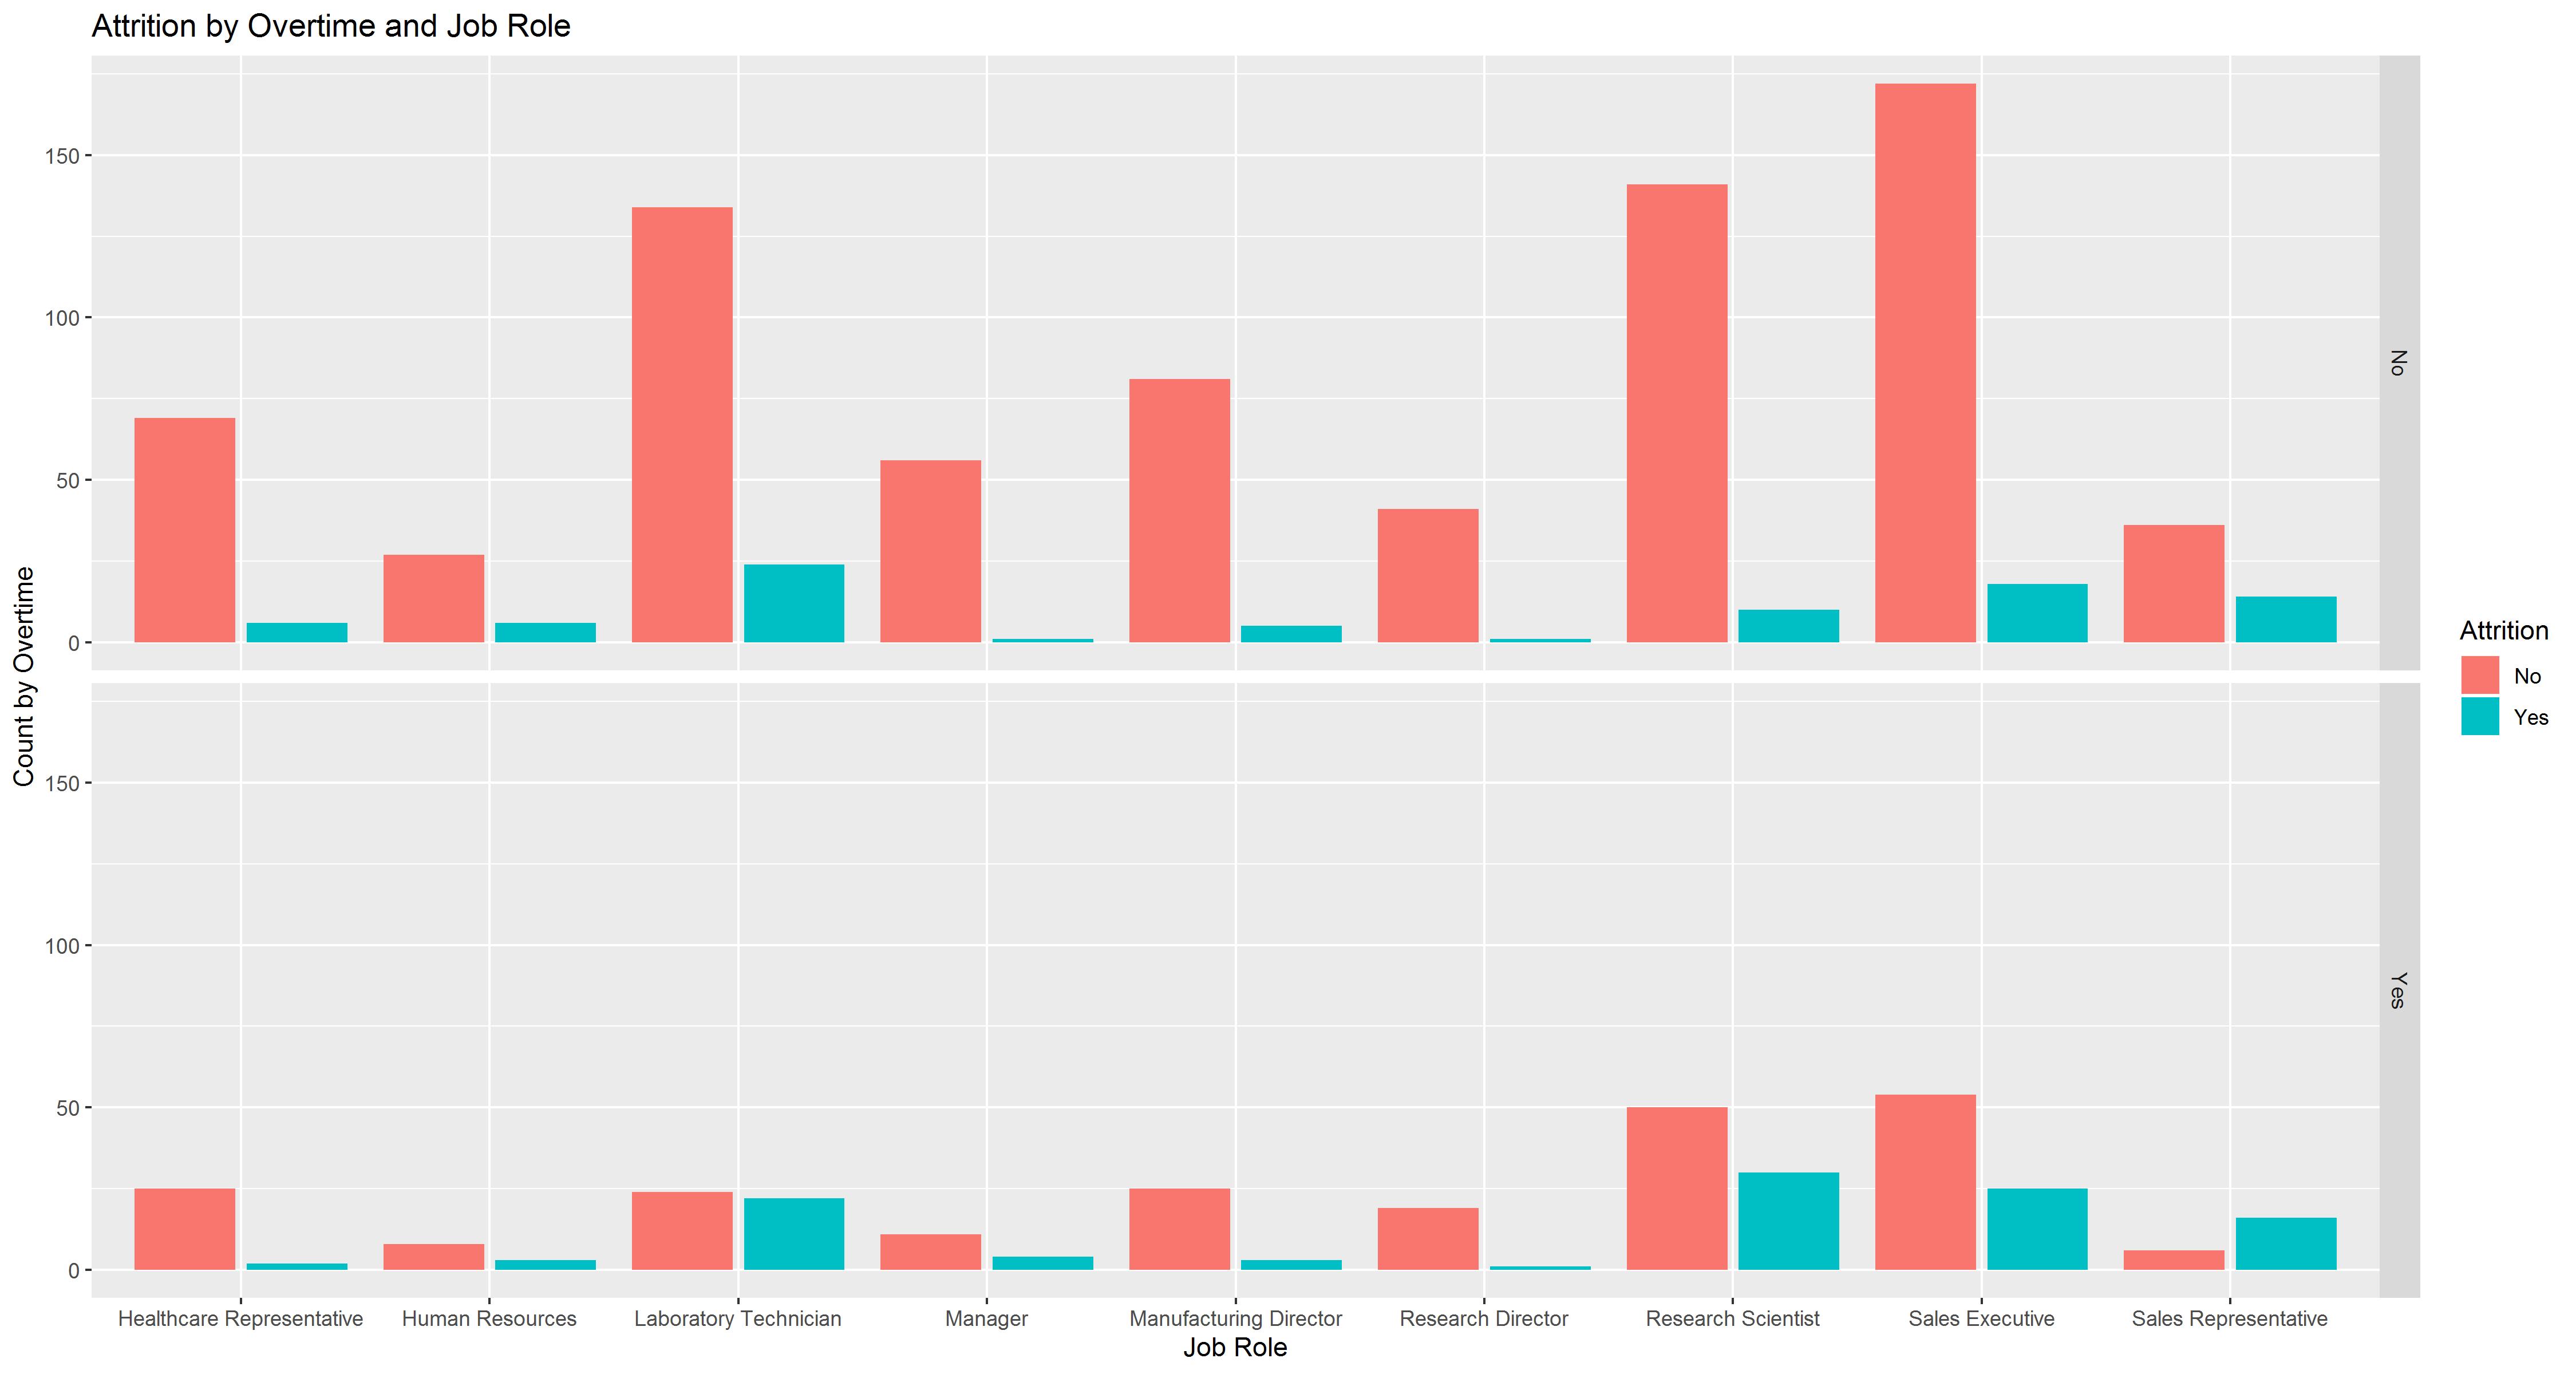 Attrition by Overtime and Job Role
Count by Overtime
150
100
50
0
No
150
100
50
0
Yes
Healthcare Representative
Human Resources
Laboratory Technician
Manager
Manufacturing Director
Research Director
Research Scientist
Sales Executive
Sales Representative
Job Role
Attrition
No
Yes